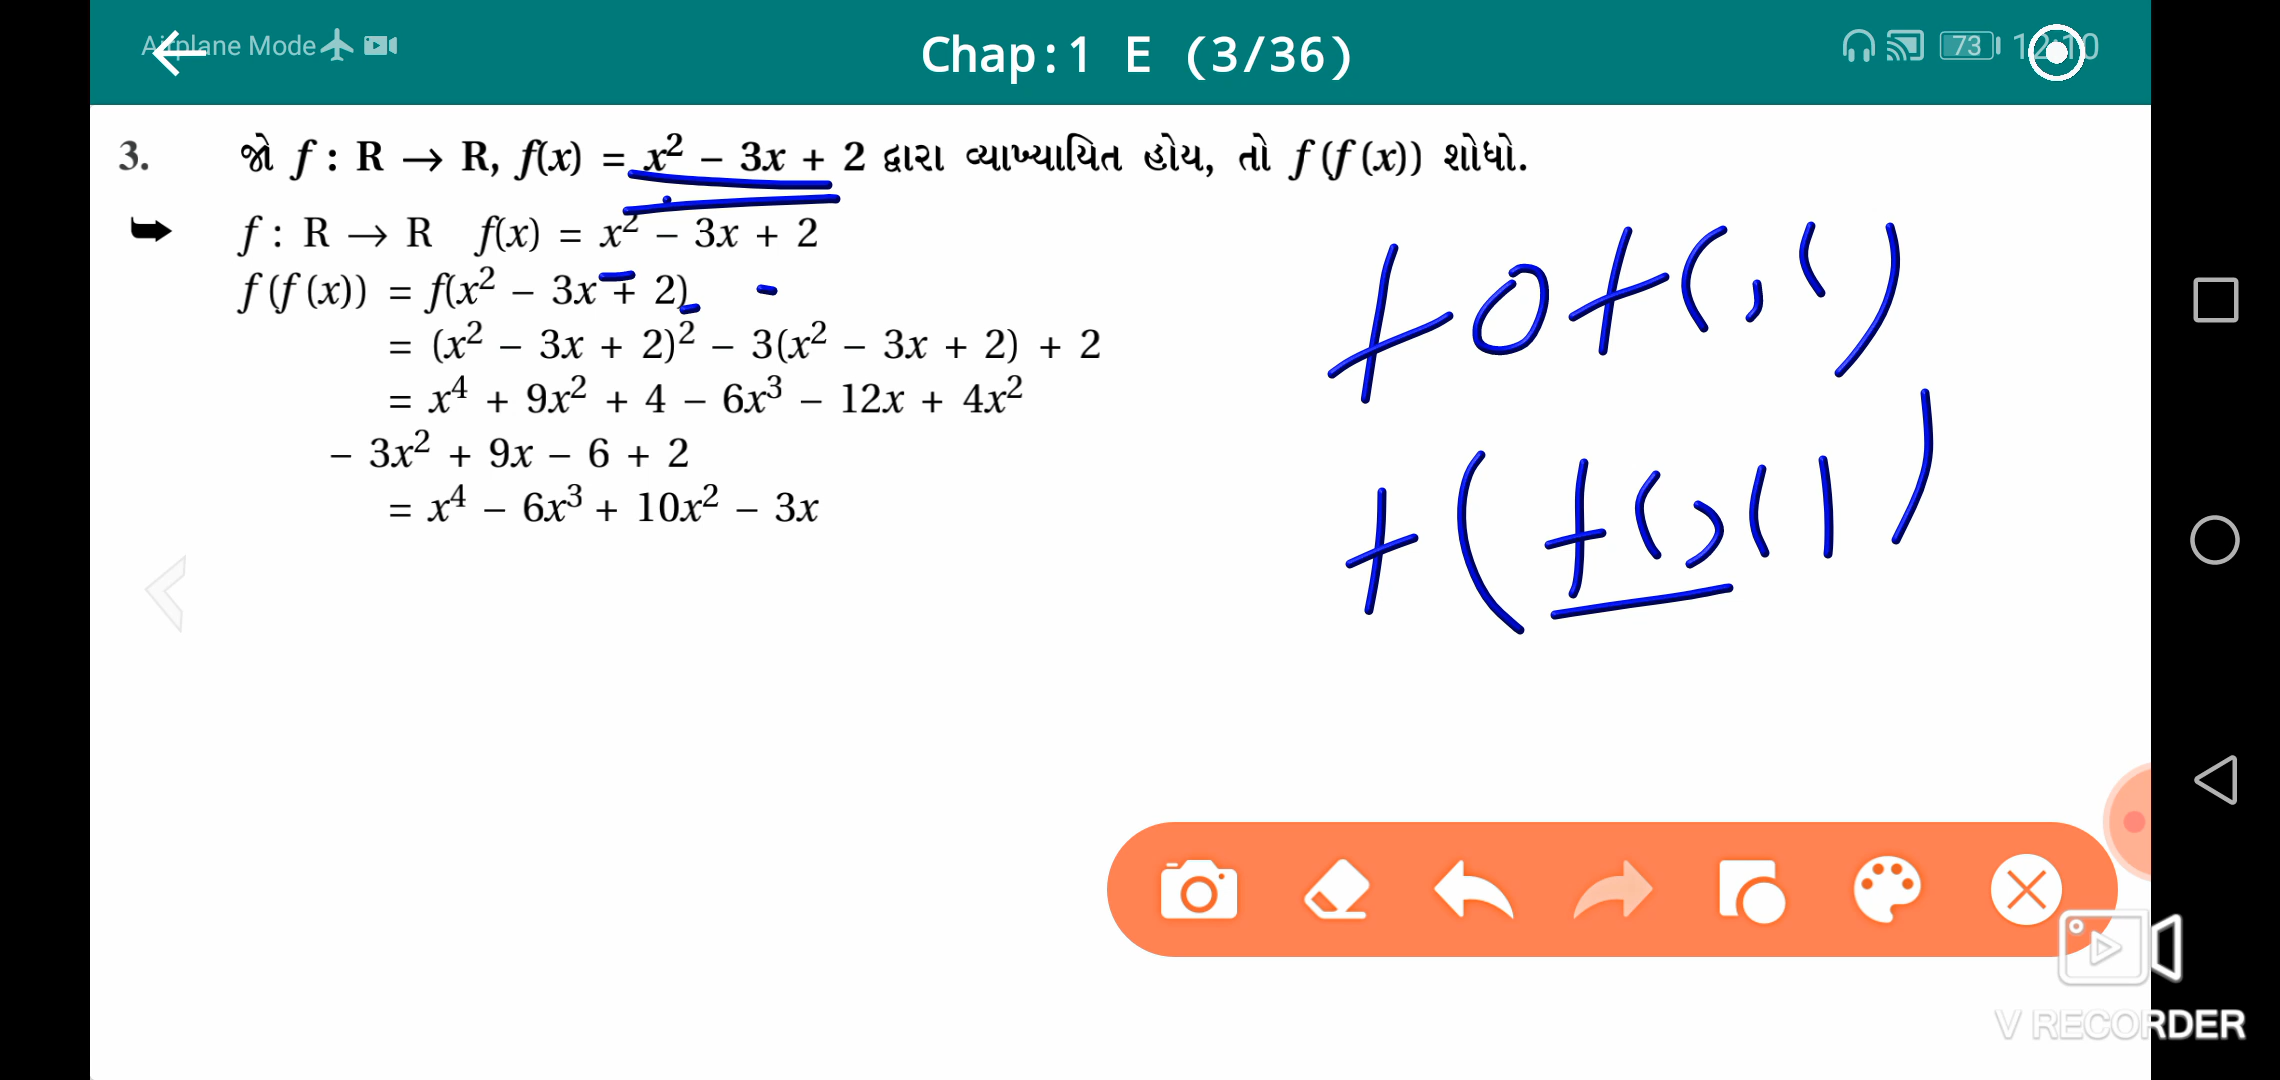 Airplane Mode
Chap:1 E (3/36)
73
3. જો f : R → R, f(x) = x² − 3x + 2 દ્વારા વ્યાખ્યાયિત હોય, તો f (f (x)) શોધો.
➥ f : R → R f(x) = x² − 3x + 2
f (f (x)) = f(x² − 3x + 2)
= (x² − 3x + 2)² − 3(x² − 3x + 2) + 2
= x⁴ + 9x² + 4 − 6x³ − 12x + 4x²
− 3x² + 9x − 6 + 2
= x⁴ − 6x³ + 10x² − 3x
fof(x)
f(f(x))
V RECORDER